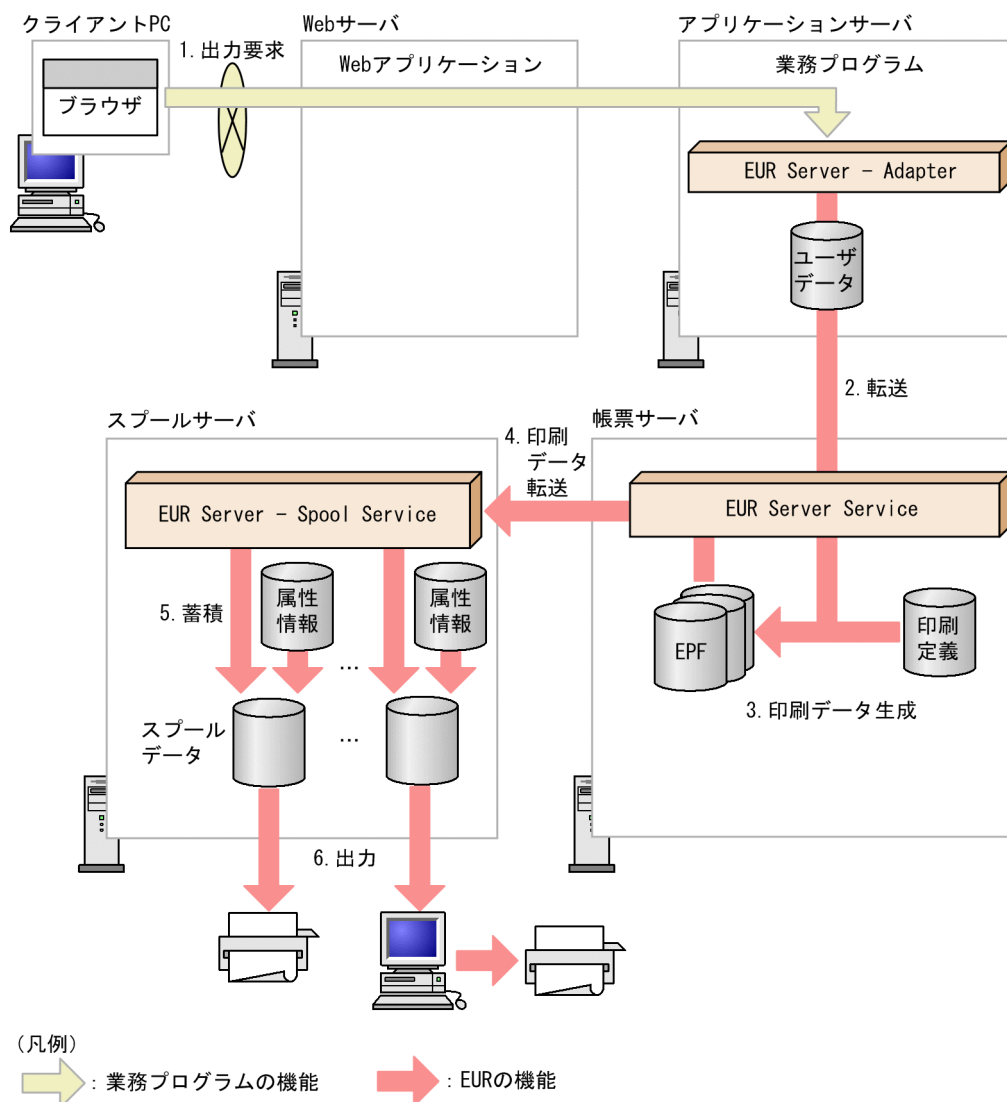 クライアントPC
Webサーバ
アプリケーションサーバ
1. 出力要求
Webアプリケーション
業務プログラム
ブラウザ
EUR Server － Adapter
ユーザ
データ
2. 転送
スプールサーバ
帳票サーバ
4. 印刷
データ
転送
EUR Server － Spool Service
EUR Server Service
属性
情報
属性
情報
5. 蓄積
…
EPF
印刷
定義
3. 印刷データ生成
スプール
データ
…
6. 出力
(凡例)
: 業務プログラムの機能
: EURの機能